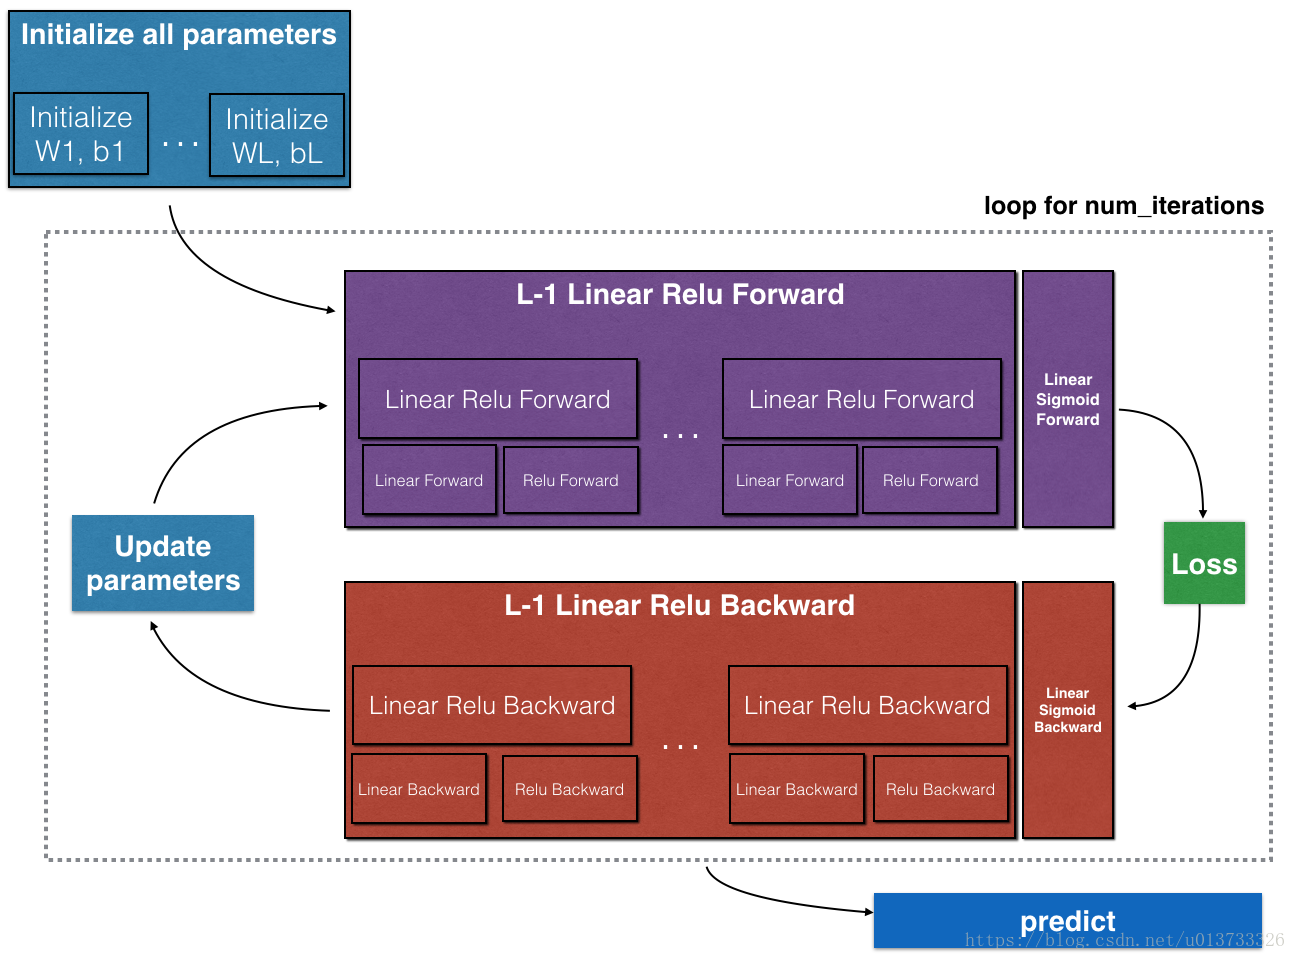 Initialize all parameters
Initialize
W1, b1
...
Initialize
WL, bL
loop for num_iterations
L-1 Linear Relu Forward
Linear Relu Forward
Linear Forward
Relu Forward
...
Linear Relu Forward
Linear Forward
Relu Forward
Linear
Sigmoid
Forward
Update
parameters
Loss
L-1 Linear Relu Backward
Linear Relu Backward
Linear Backward
Relu Backward
...
Linear Relu Backward
Linear Backward
Relu Backward
Linear
Sigmoid
Backward
predict
https://blog.csdn.net/u013733326